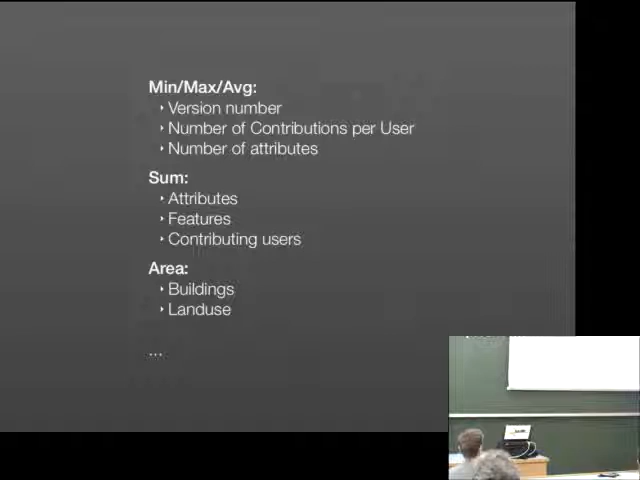 Min/Max/Avg:
‣ Version number
‣ Number of Contributions per User
‣ Number of attributes
Sum:
‣ Attributes
‣ Features
‣ Contributing users
Area:
‣ Buildings
‣ Landuse
...